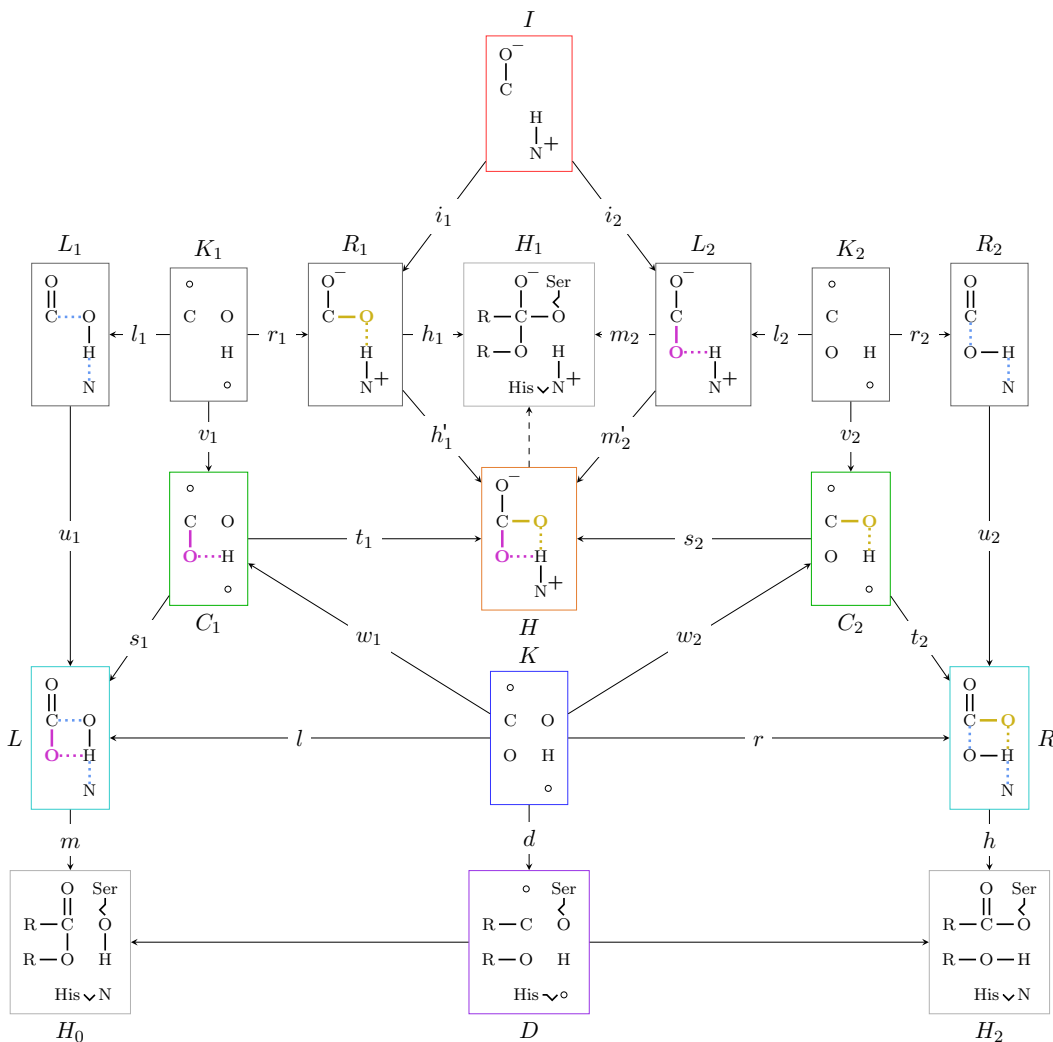 I
O−
C
H
N+
i₁ i₂
L₁ K₁ R₁ H₁ L₂ K₂ R₂
O O− O− Ser O− O
C O C O C O R C O C C C
H H H H O O H O H
N N+ R O N+ N
His N+
l₁ r₁ h₁ m₂ l₂ r₂
v₁ h′₁ m′₂ v₂
O−
C O C O C O
O H O H O H
N+
u₁ t₁ s₂ u₂
C₁ H C₂
s₁ w₁ w₂ t₂
K
O O
C O C O C O
O H O H O H
N N
L l r R
m d h
O Ser Ser O Ser
R C O R C O R C O
R O H R O H R O H
His N His His N
H₀ D H₂